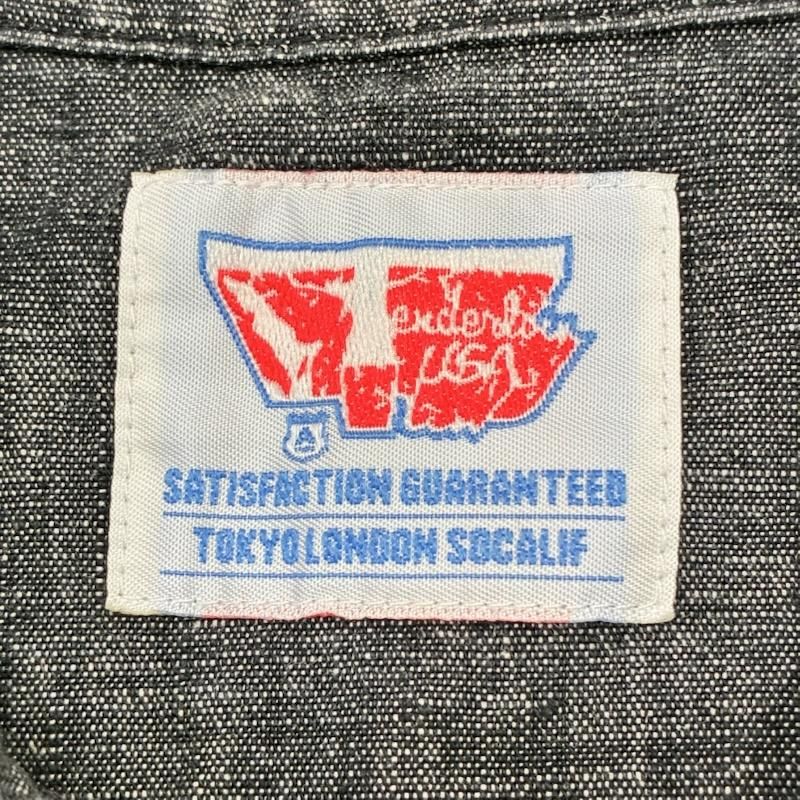 Tenderloin
USA
SATISFACTION GUARANTEED
TOKYO LONDON SOCALIF